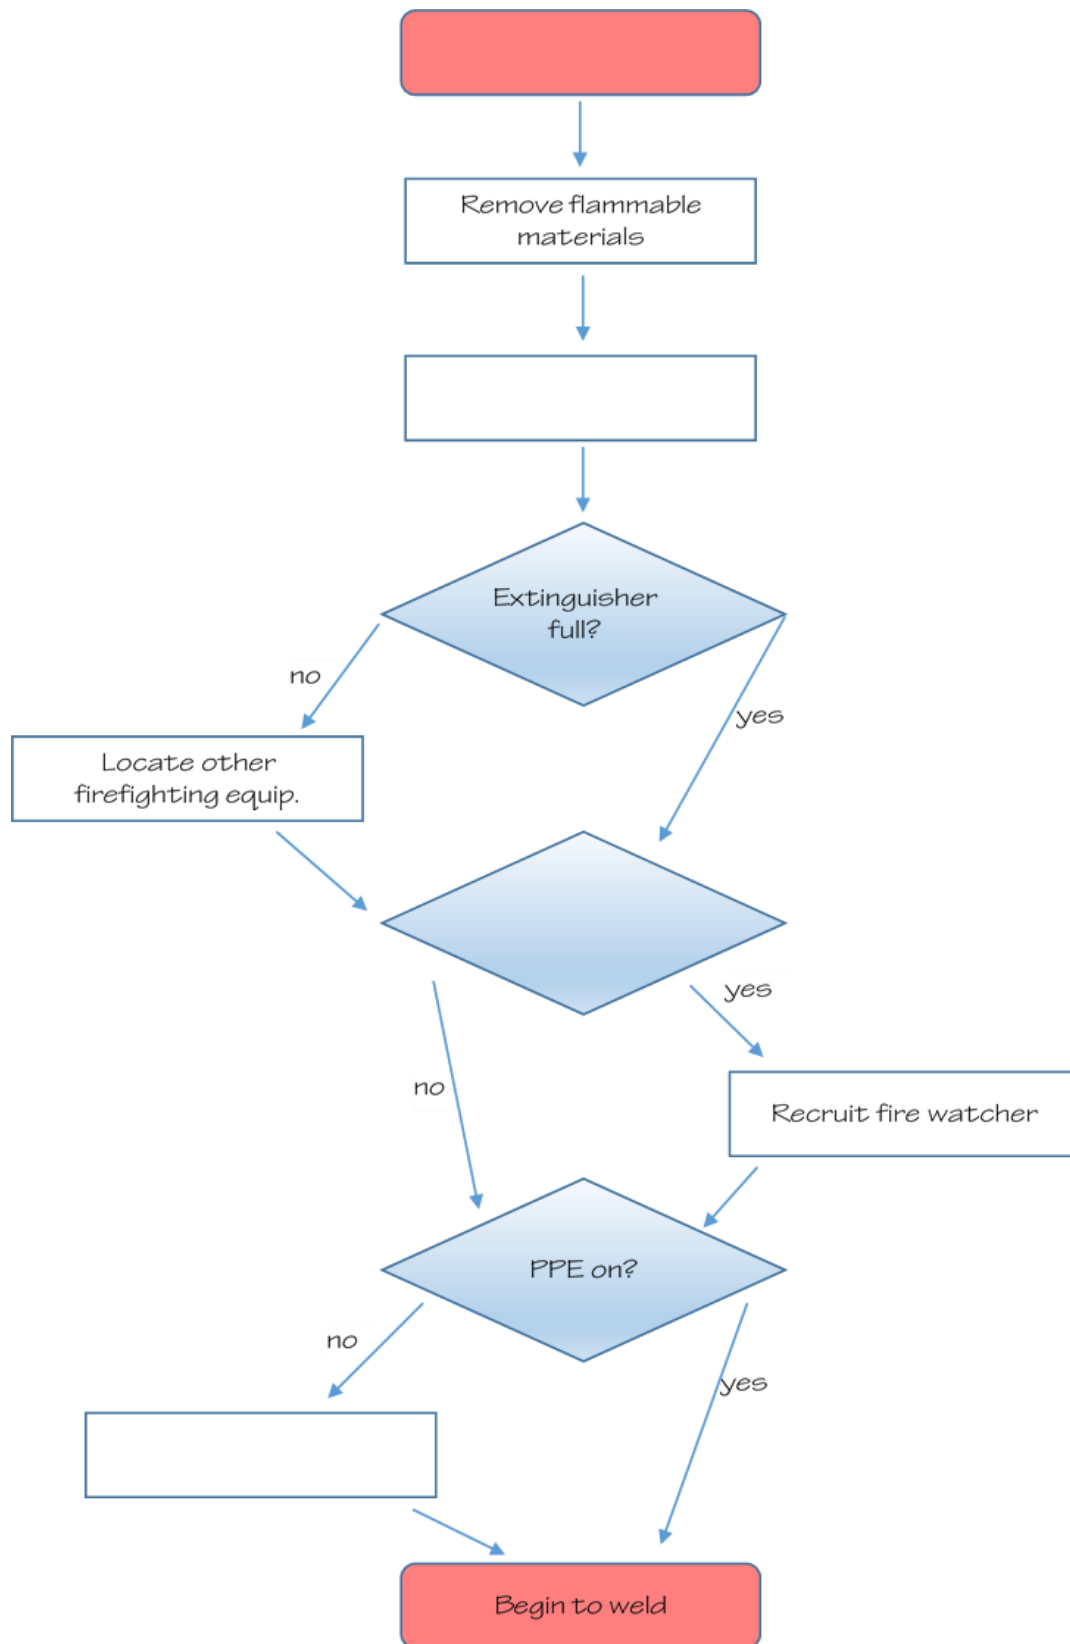 Remove flammable
materials
Extinguisher
full?
no
yes
Locate other
firefighting equip.
yes
no
Recruit fire watcher
PPE on?
no
yes
Begin to weld